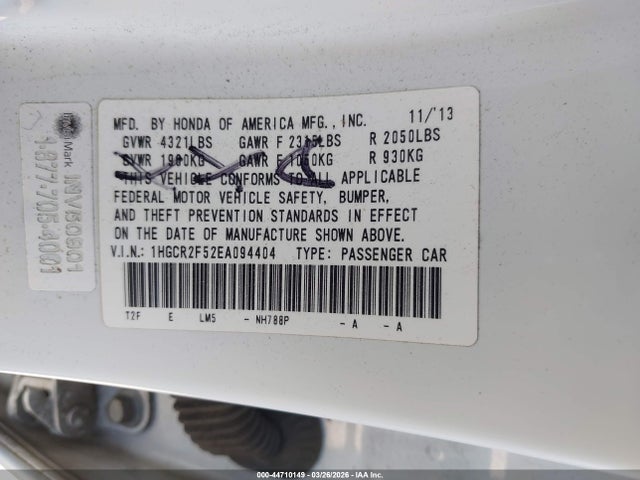 MFD. BY HONDA OF AMERICA MFG., INC. 11/'13
GVWR 4321LBS GAWR F 2315LBS R 2050LBS
GVWR 1960KG GAWR F 1050KG R 930KG
THIS VEHICLE CONFORMS TO ALL APPLICABLE
FEDERAL MOTOR VEHICLE SAFETY, BUMPER,
AND THEFT PREVENTION STANDARDS IN EFFECT
ON THE DATE OF MANUFACTURE SHOWN ABOVE.
V.I.N.: 1HGCR2F52EA094404 TYPE: PASSENGER CAR
T2F E LM5 - NH788P - A - A
Mark INV50901
1-877-705-4001
000-44710149 - 03/26/2026 - IAA Inc.